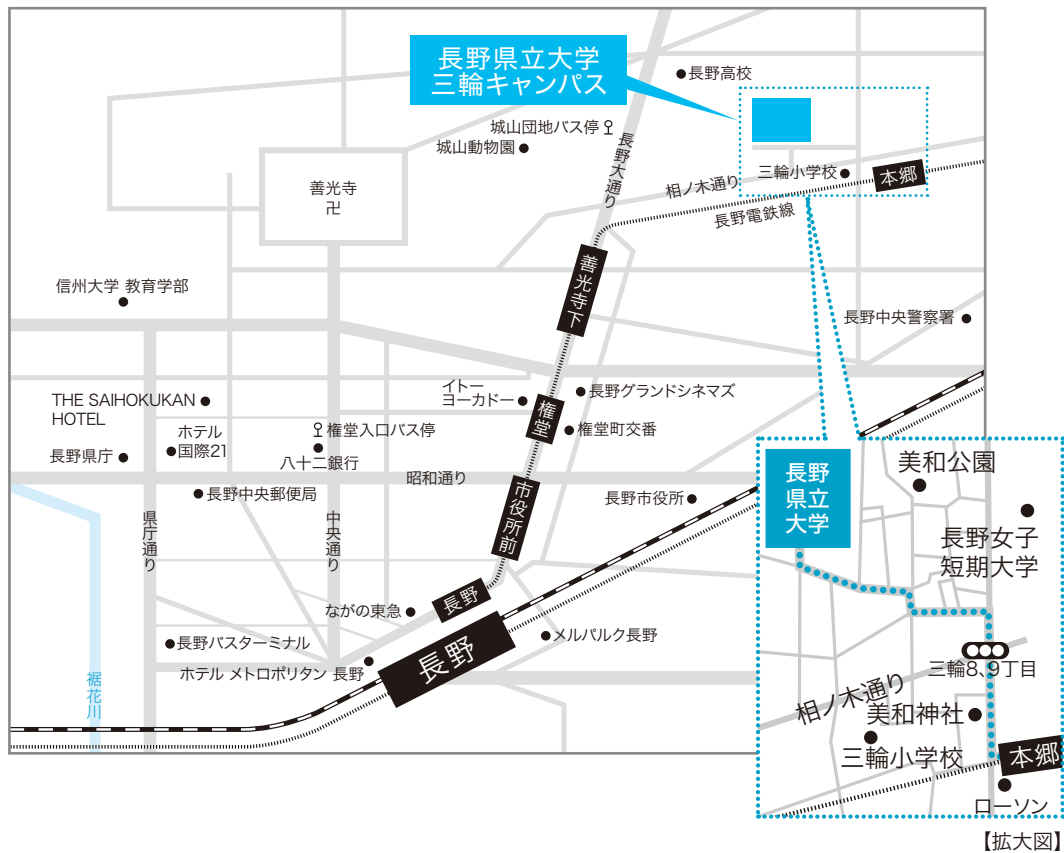 長野県立大学
三輪キャンパス
長野高校
城山団地バス停
城山動物園
長野大通り
三輪小学校
本郷
相ノ木通り
長野電鉄線
善光寺
卍
善光寺下
信州大学 教育学部
長野中央警察署
THE SAIHOKUKAN
HOTEL
イトー
ヨーカドー
長野グランドシネマズ
権堂
権堂町交番
ホテル
国際21
権堂入口バス停
八十二銀行
長野県庁
昭和通り
長野中央郵便局
市役所前
長野市役所
県庁通り
中央通り
ながの東急
長野
長野バスターミナル
ホテル メトロポリタン 長野
長野
メルパルク長野
裾花川
長野
県立
大学
美和公園
長野女子
短期大学
三輪8、9丁目
相ノ木通り
美和神社
三輪小学校
本郷
ローソン
【拡大図】